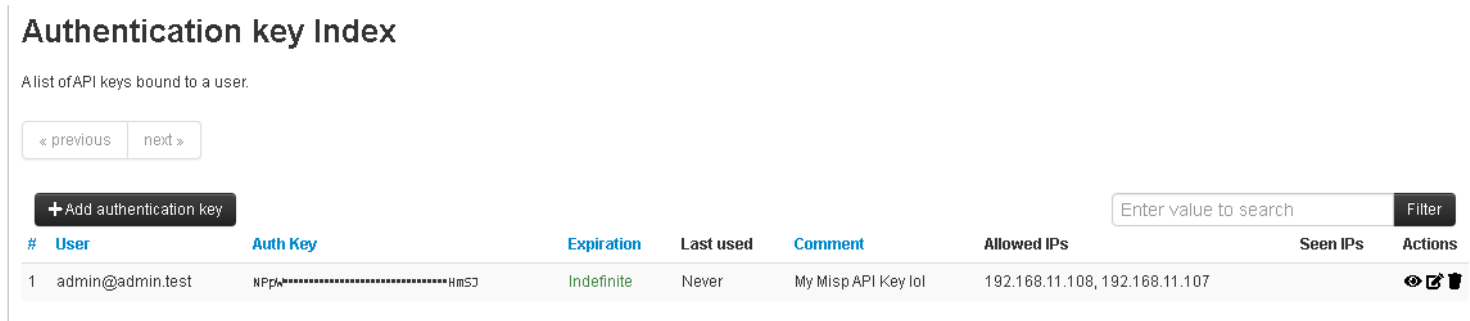 Authentication key Index
A list of API keys bound to a user.
« previous next »
+ Add authentication key Enter value to search Filter
# User Auth Key Expiration Last used Comment Allowed IPs Seen IPs Actions
1 admin@admin.test NPpW••••••••••••••••••••••••••••••••HmSJ Indefinite Never My Misp API Key lol 192.168.11.108, 192.168.11.107